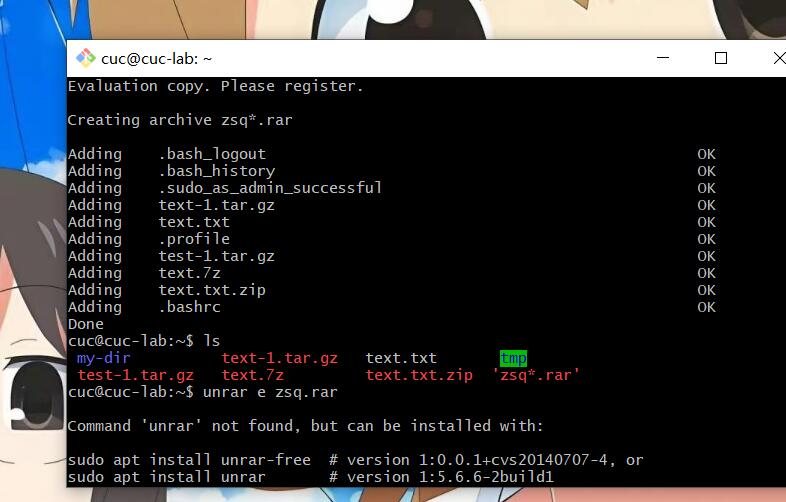 cuc@cuc-lab: ~
Evaluation copy. Please register.
Creating archive zsq*.rar
Adding    .bash_logout    OK
Adding    .bash_history    OK
Adding    .sudo_as_admin_successful    OK
Adding    text-1.tar.gz    OK
Adding    text.txt    OK
Adding    .profile    OK
Adding    test-1.tar.gz    OK
Adding    text.7z    OK
Adding    text.txt.zip    OK
Adding    .bashrc    OK
Done
cuc@cuc-lab:~$ ls
my-dir    text-1.tar.gz    text.txt    tmp
test-1.tar.gz    text.7z    text.txt.zip    'zsq*.rar'
cuc@cuc-lab:~$ unrar e zsq.rar
Command 'unrar' not found, but can be installed with:
sudo apt install unrar-free  # version 1:0.0.1+cvs20140707-4, or
sudo apt install unrar       # version 1:5.6.6-2build1